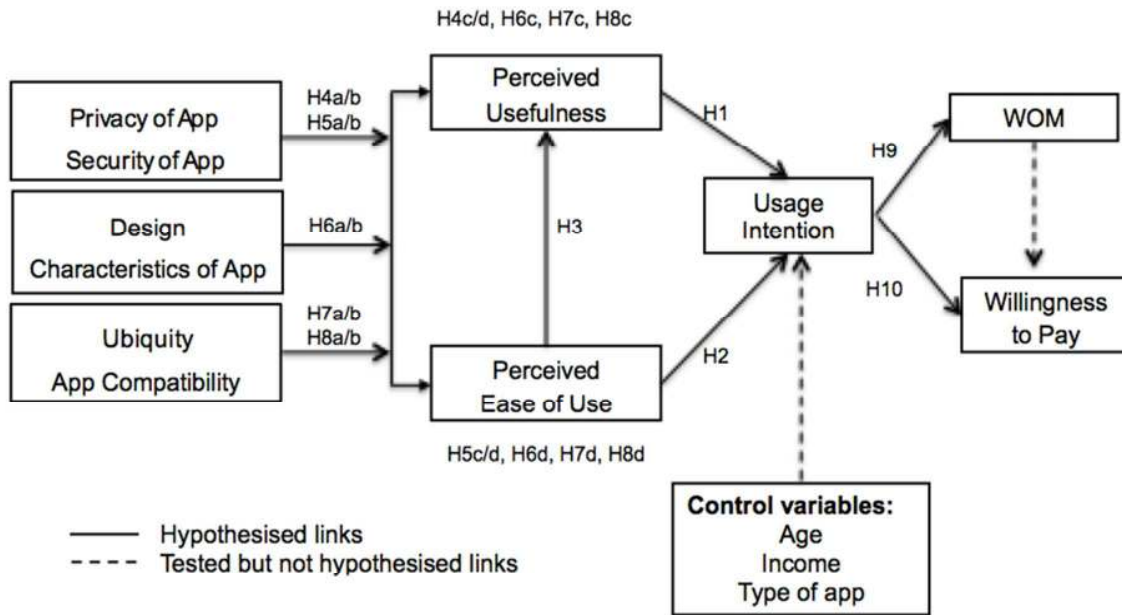 H4c/d, H6c, H7c, H8c
Privacy of App
Security of App
H4a/b
H5a/b
Perceived
Usefulness
H1
WOM
H9
Design
Characteristics of App
H6a/b
H3
Usage
Intention
H10
Willingness
to Pay
Ubiquity
App Compatibility
H7a/b
H8a/b
Perceived
Ease of Use
H2
H5c/d, H6d, H7d, H8d
Control variables:
Age
Income
Type of app
Hypothesised links
Tested but not hypothesised links